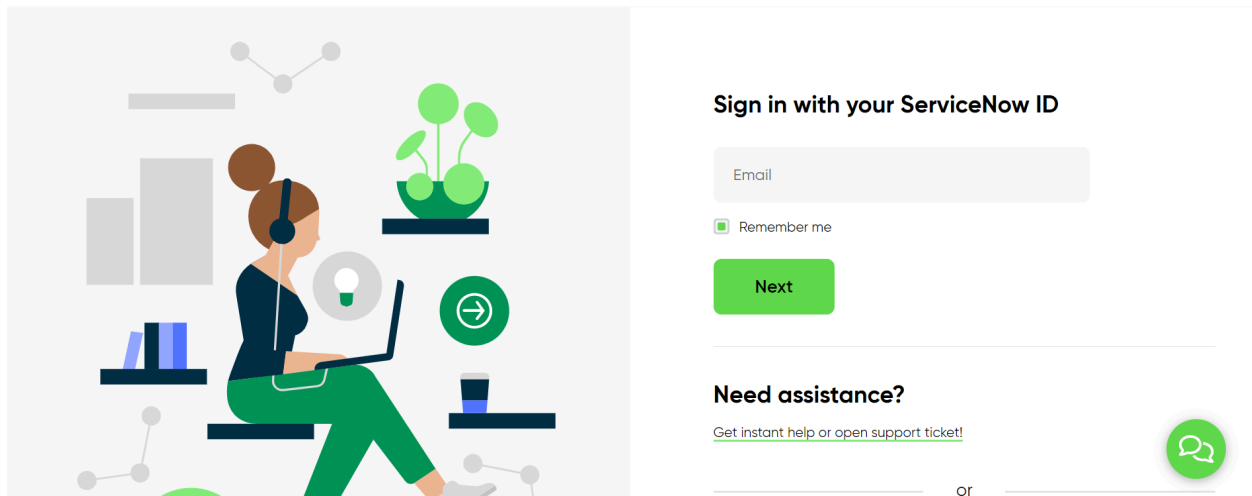 Sign in with your ServiceNow ID
Email
Remember me
Next
Need assistance?
Get instant help or open support ticket!
or